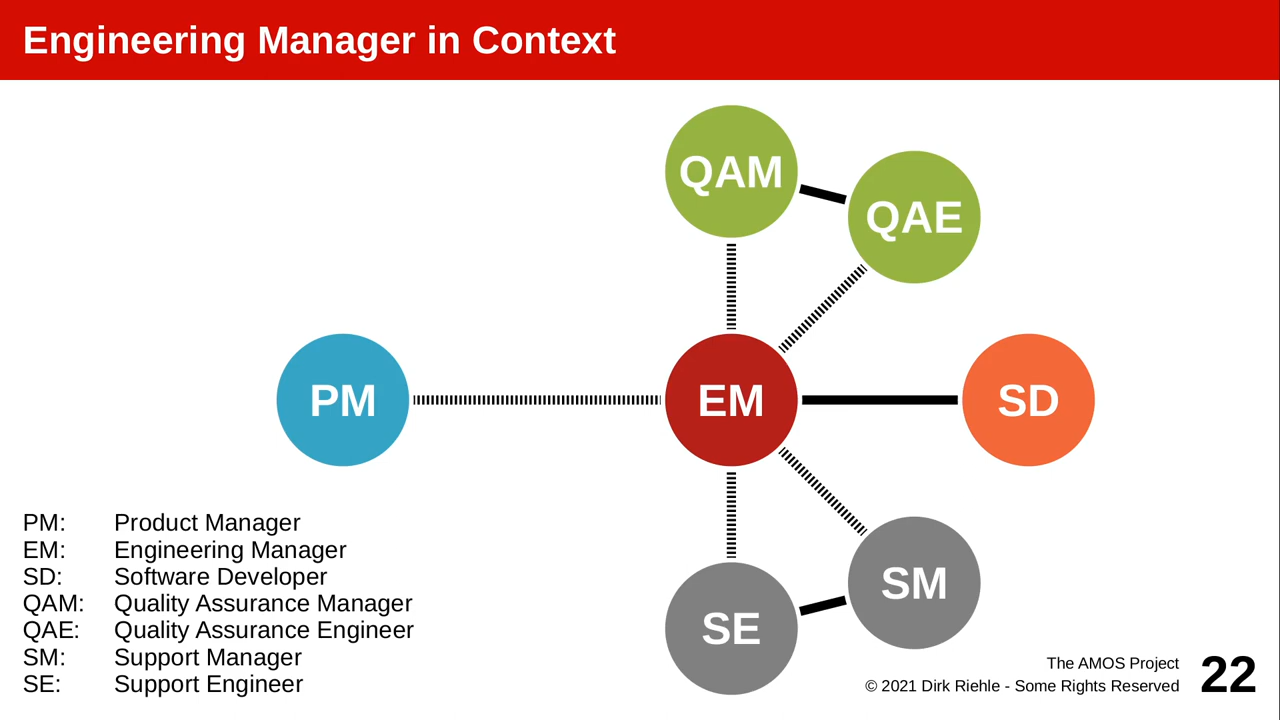 Engineering Manager in Context
QAM
QAE
PM
EM
SD
SM
SE
PM: Product Manager
EM: Engineering Manager
SD: Software Developer
QAM: Quality Assurance Manager
QAE: Quality Assurance Engineer
SM: Support Manager
SE: Support Engineer
The AMOS Project
© 2021 Dirk Riehle - Some Rights Reserved
22